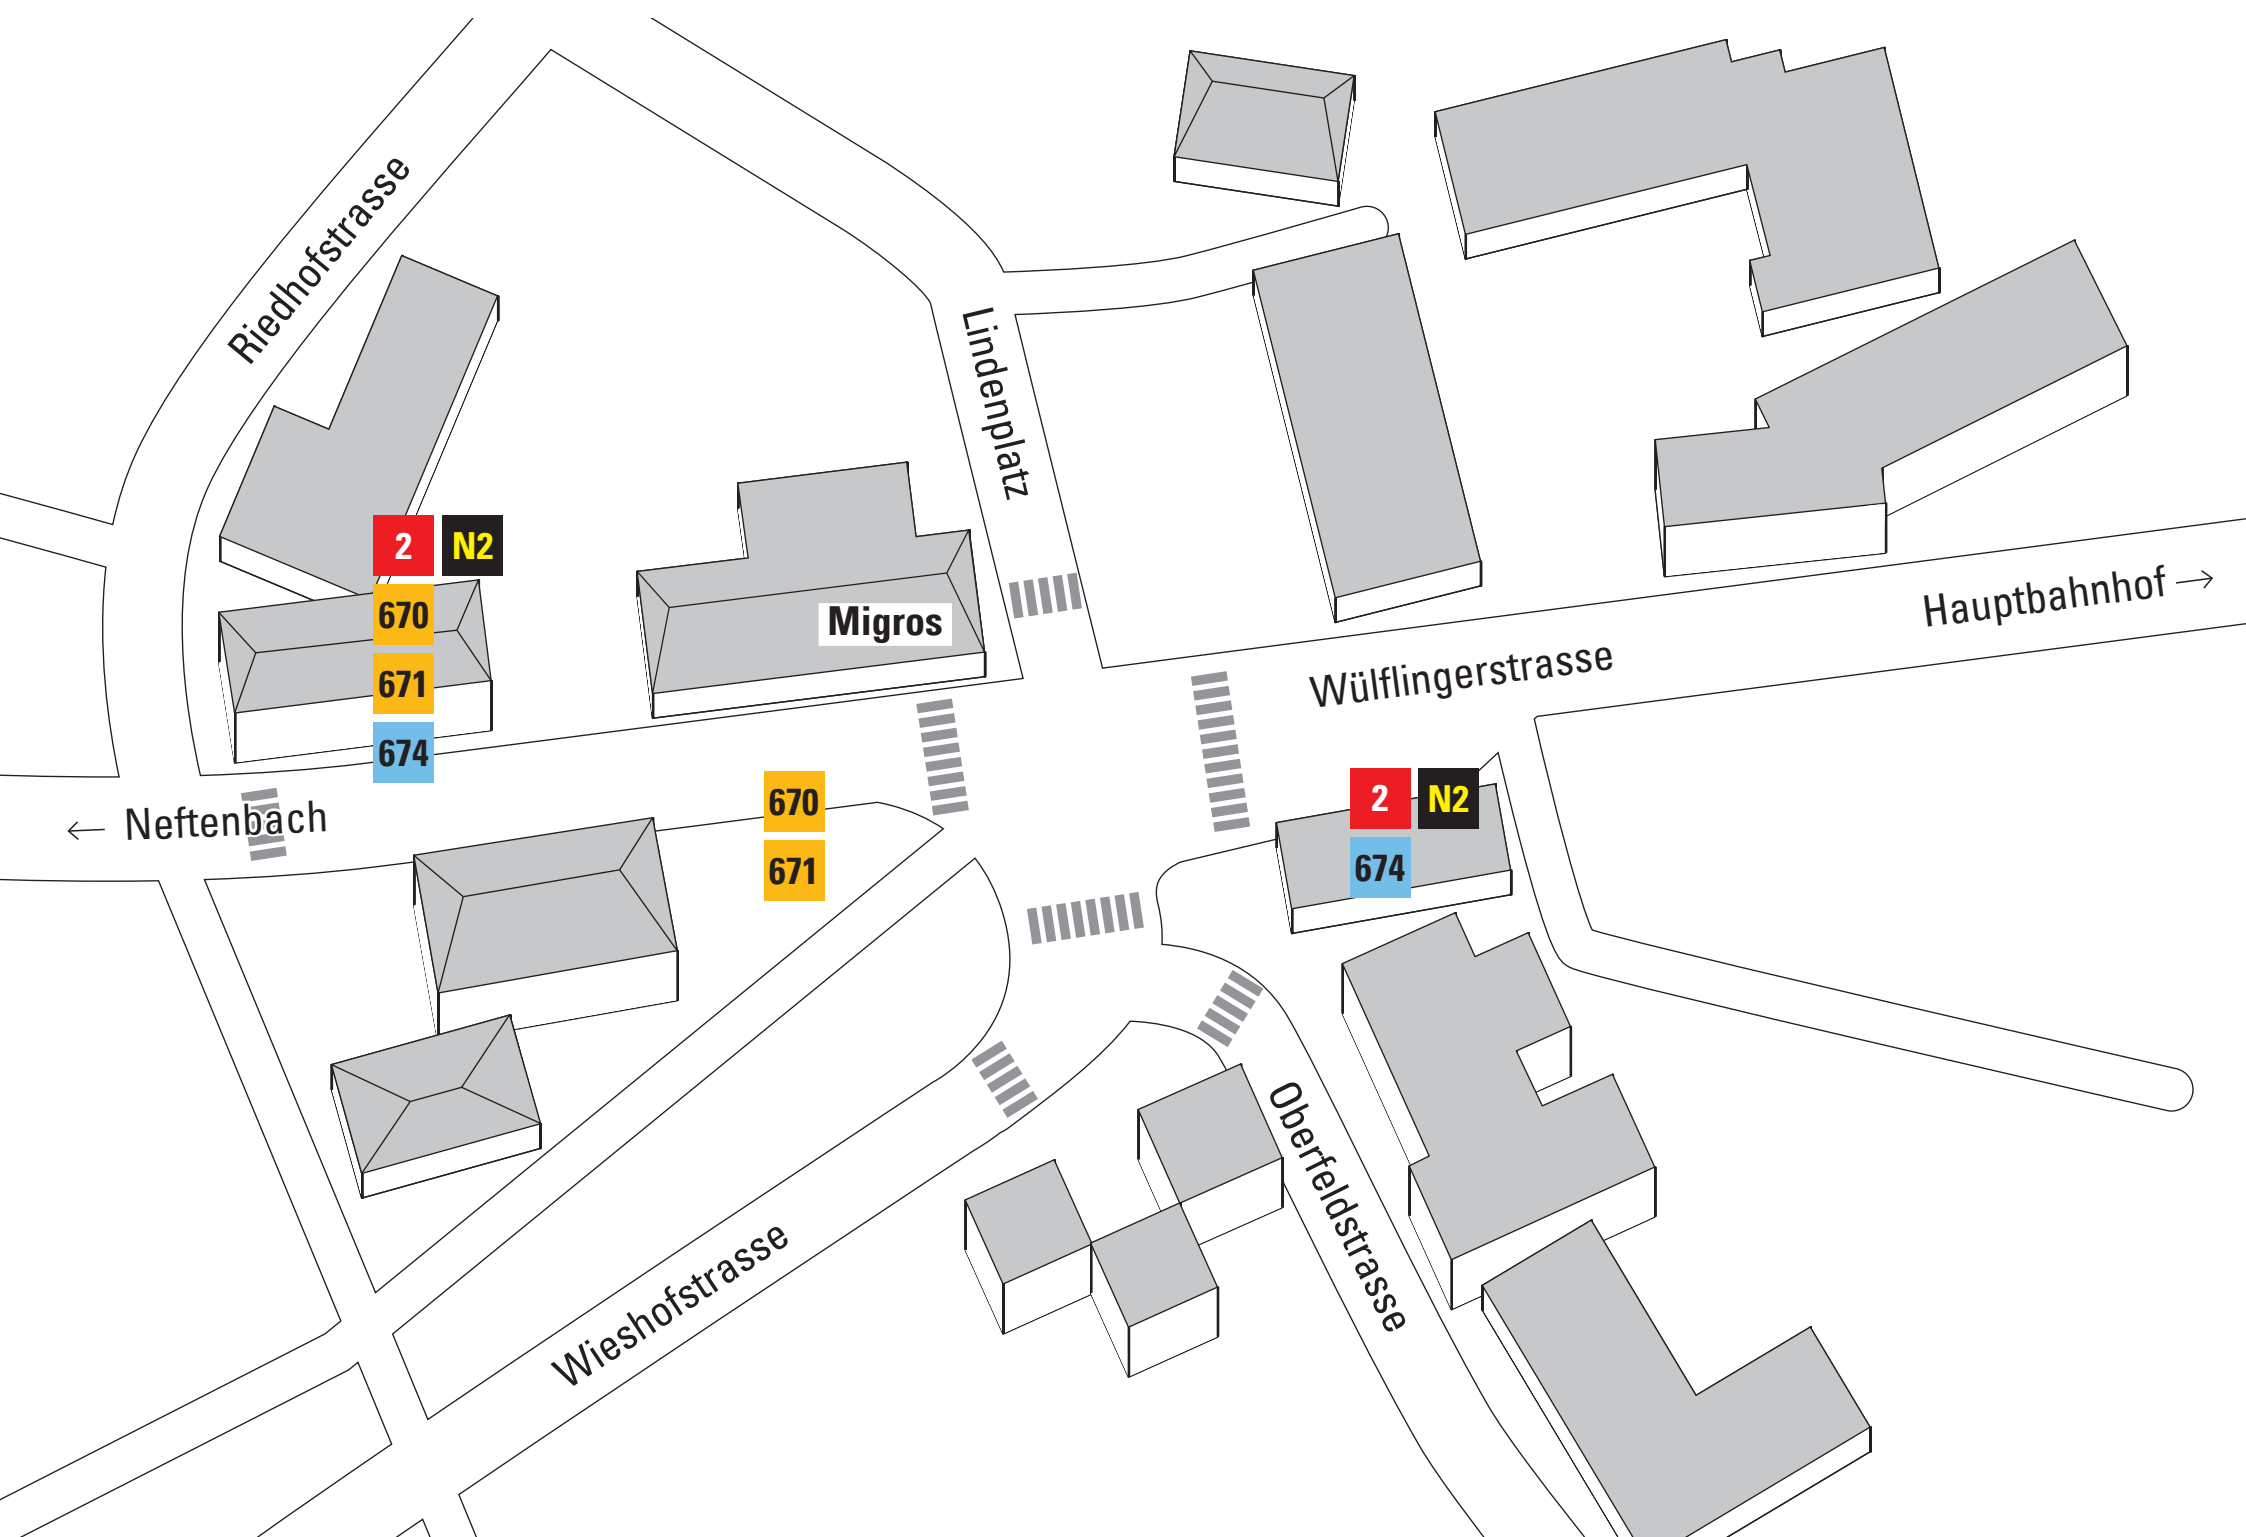 Riedhofstrasse
Lindenplatz
2 N2
670
671
674
Migros
Hauptbahnhof →
Wülflingerstrasse
← Neftenbach
670
671
2 N2
674
Oberfeldstrasse
Wieshofstrasse